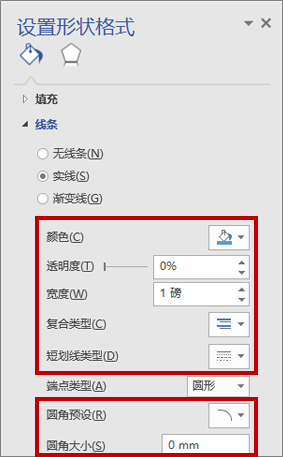 设置形状格式
填充
线条
无线条(N)
实线(S)
渐变线(G)
颜色(C)
透明度(T) 0%
宽度(W) 1 磅
复合类型(C)
短划线类型(D)
端点类型(A) 圆形
圆角预设(R)
圆角大小(S) 0 mm